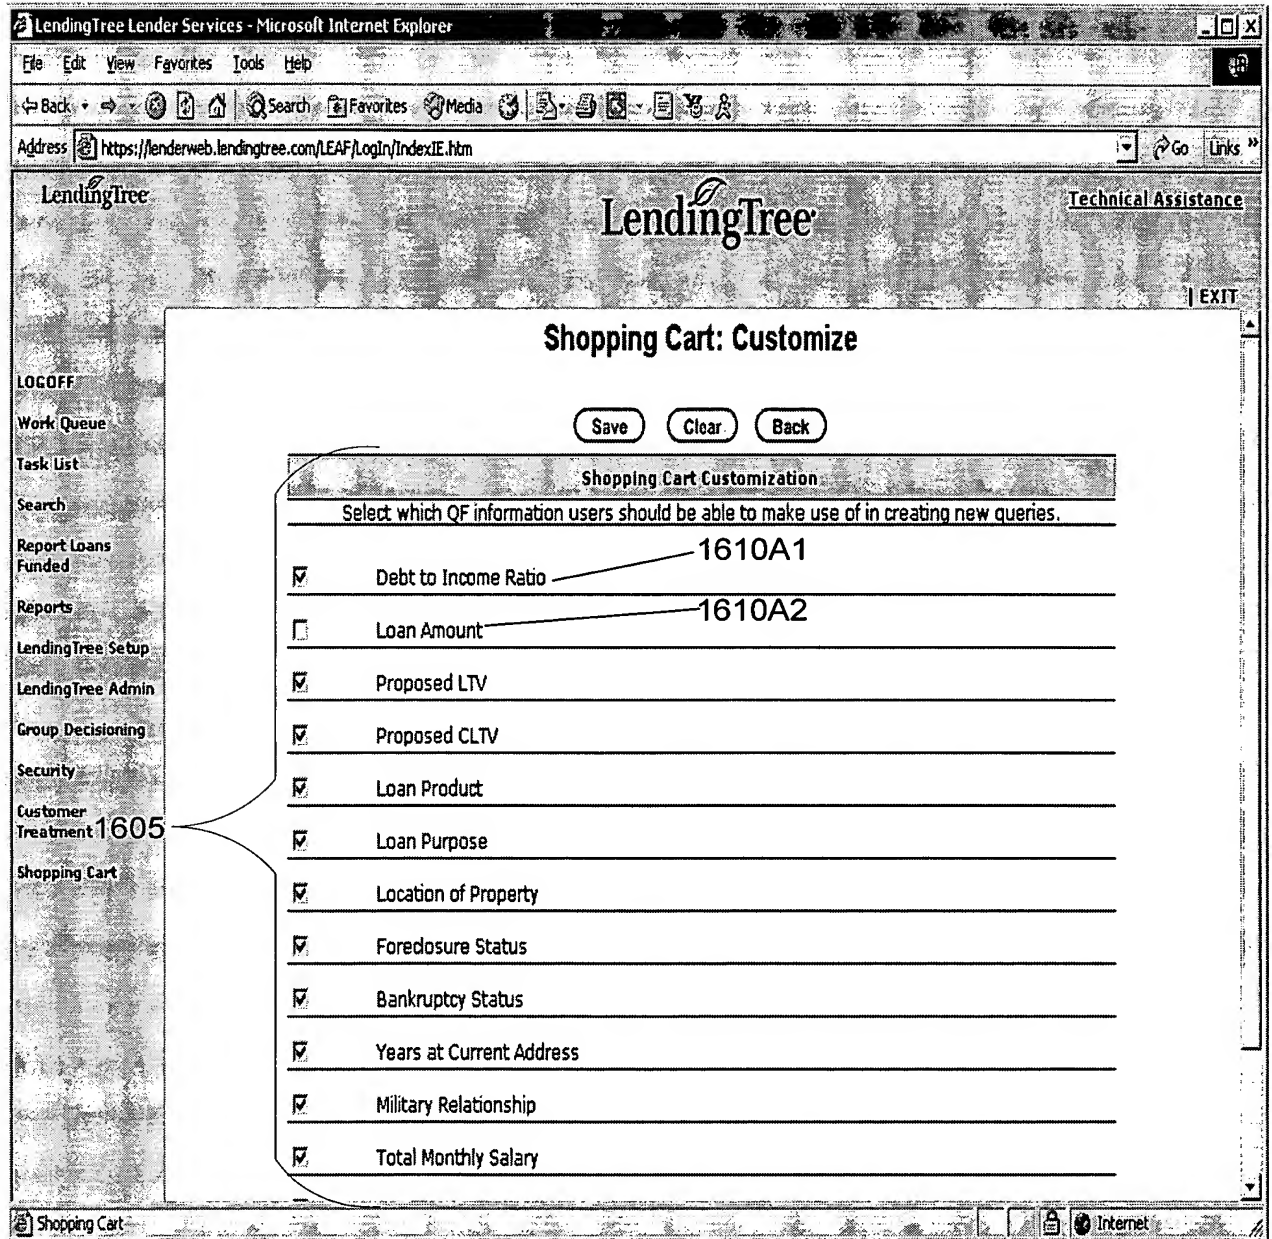 LendingTree Lender Services - Microsoft Internet Explorer
File Edit View Favorites Tools Help
Back Search Favorites Media
Address https://lenderweb.lendingtree.com/LEAF/LogIn/IndexIE.htm Go Links »
LendingTree
LendingTree
Technical Assistance
| EXIT
Shopping Cart: Customize
LOGOFF
Work Queue
Task List
Search
Report Loans
Funded
Reports
LendingTree Setup
LendingTree Admin
Group Decisioning
Security
Customer
Treatment 1605
Shopping Cart
Save Clear Back
Shopping Cart Customization
Select which QF information users should be able to make use of in creating new queries.
1610A1
Debt to Income Ratio
1610A2
Loan Amount
Proposed LTV
Proposed CLTV
Loan Product
Loan Purpose
Location of Property
Foreclosure Status
Bankruptcy Status
Years at Current Address
Military Relationship
Total Monthly Salary
Shopping Cart Internet